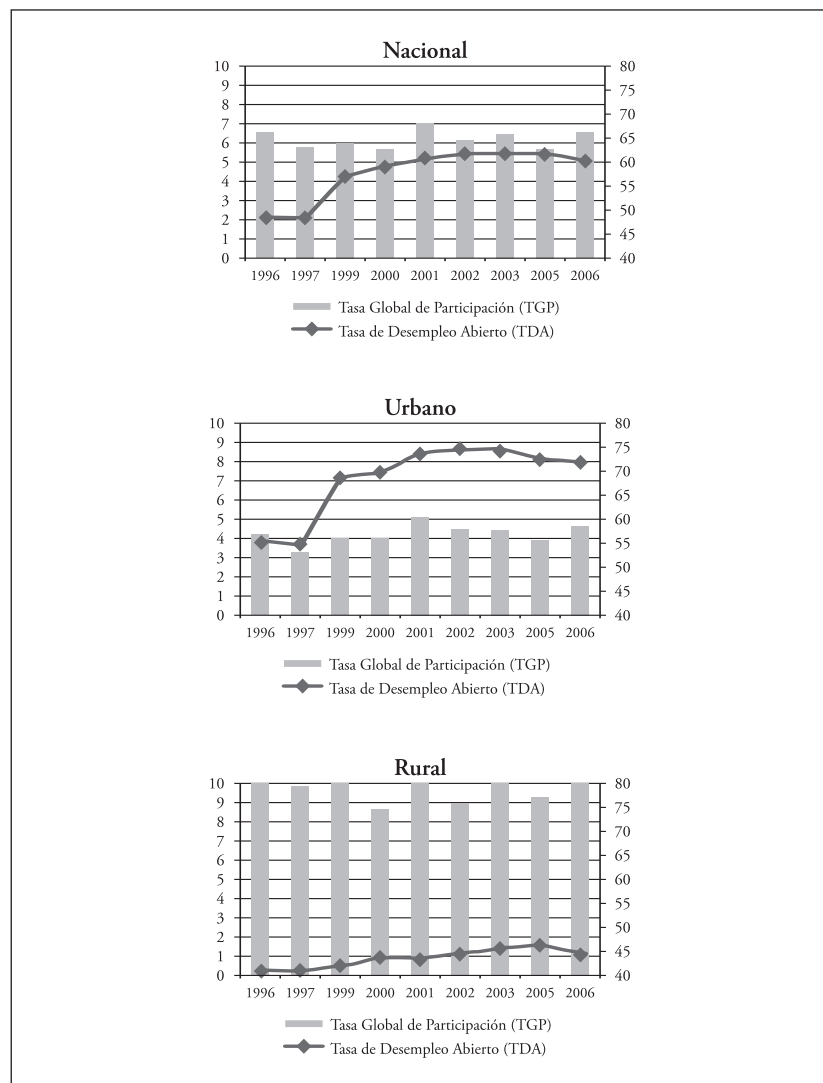 Nacional
10 80
9 75
8
7 70
6 65
5 60
4 55
3 50
2
1 45
0 40
1996 1997 1999 2000 2001 2002 2003 2005 2006
Tasa Global de Participación (TGP)
Tasa de Desempleo Abierto (TDA)
Urbano
10 80
9 75
8 70
7 65
6
5 60
4 55
3 50
2
1 45
0 40
1996 1997 1999 2000 2001 2002 2003 2005 2006
Tasa Global de Participación (TGP)
Tasa de Desempleo Abierto (TDA)
Rural
10 80
9 75
8 70
7 65
6
5 60
4 55
3 50
2
1 45
0 40
1996 1997 1999 2000 2001 2002 2003 2005 2006
Tasa Global de Participación (TGP)
Tasa de Desempleo Abierto (TDA)